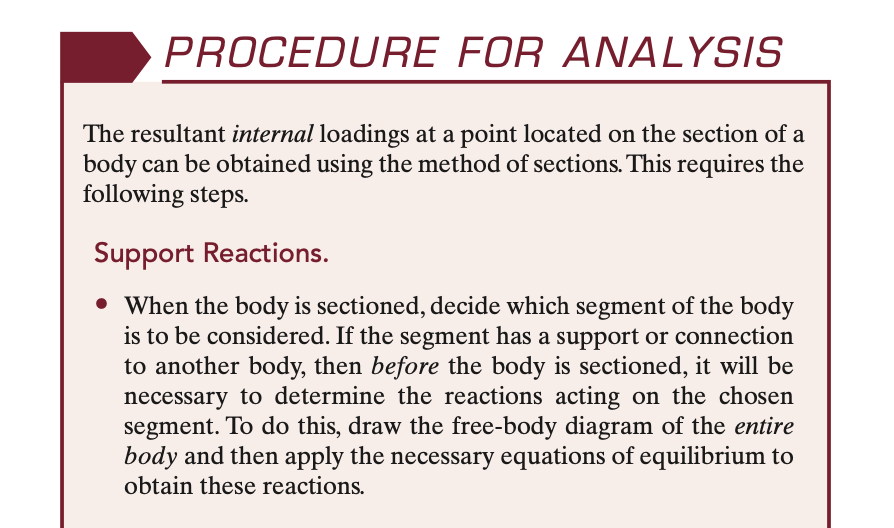 PROCEDURE FOR ANALYSIS
The resultant internal loadings at a point located on the section of a
body can be obtained using the method of sections. This requires the
following steps.
Support Reactions.
• When the body is sectioned, decide which segment of the body
is to be considered. If the segment has a support or connection
to another body, then before the body is sectioned, it will be
necessary to determine the reactions acting on the chosen
segment. To do this, draw the free-body diagram of the entire
body and then apply the necessary equations of equilibrium to
obtain these reactions.